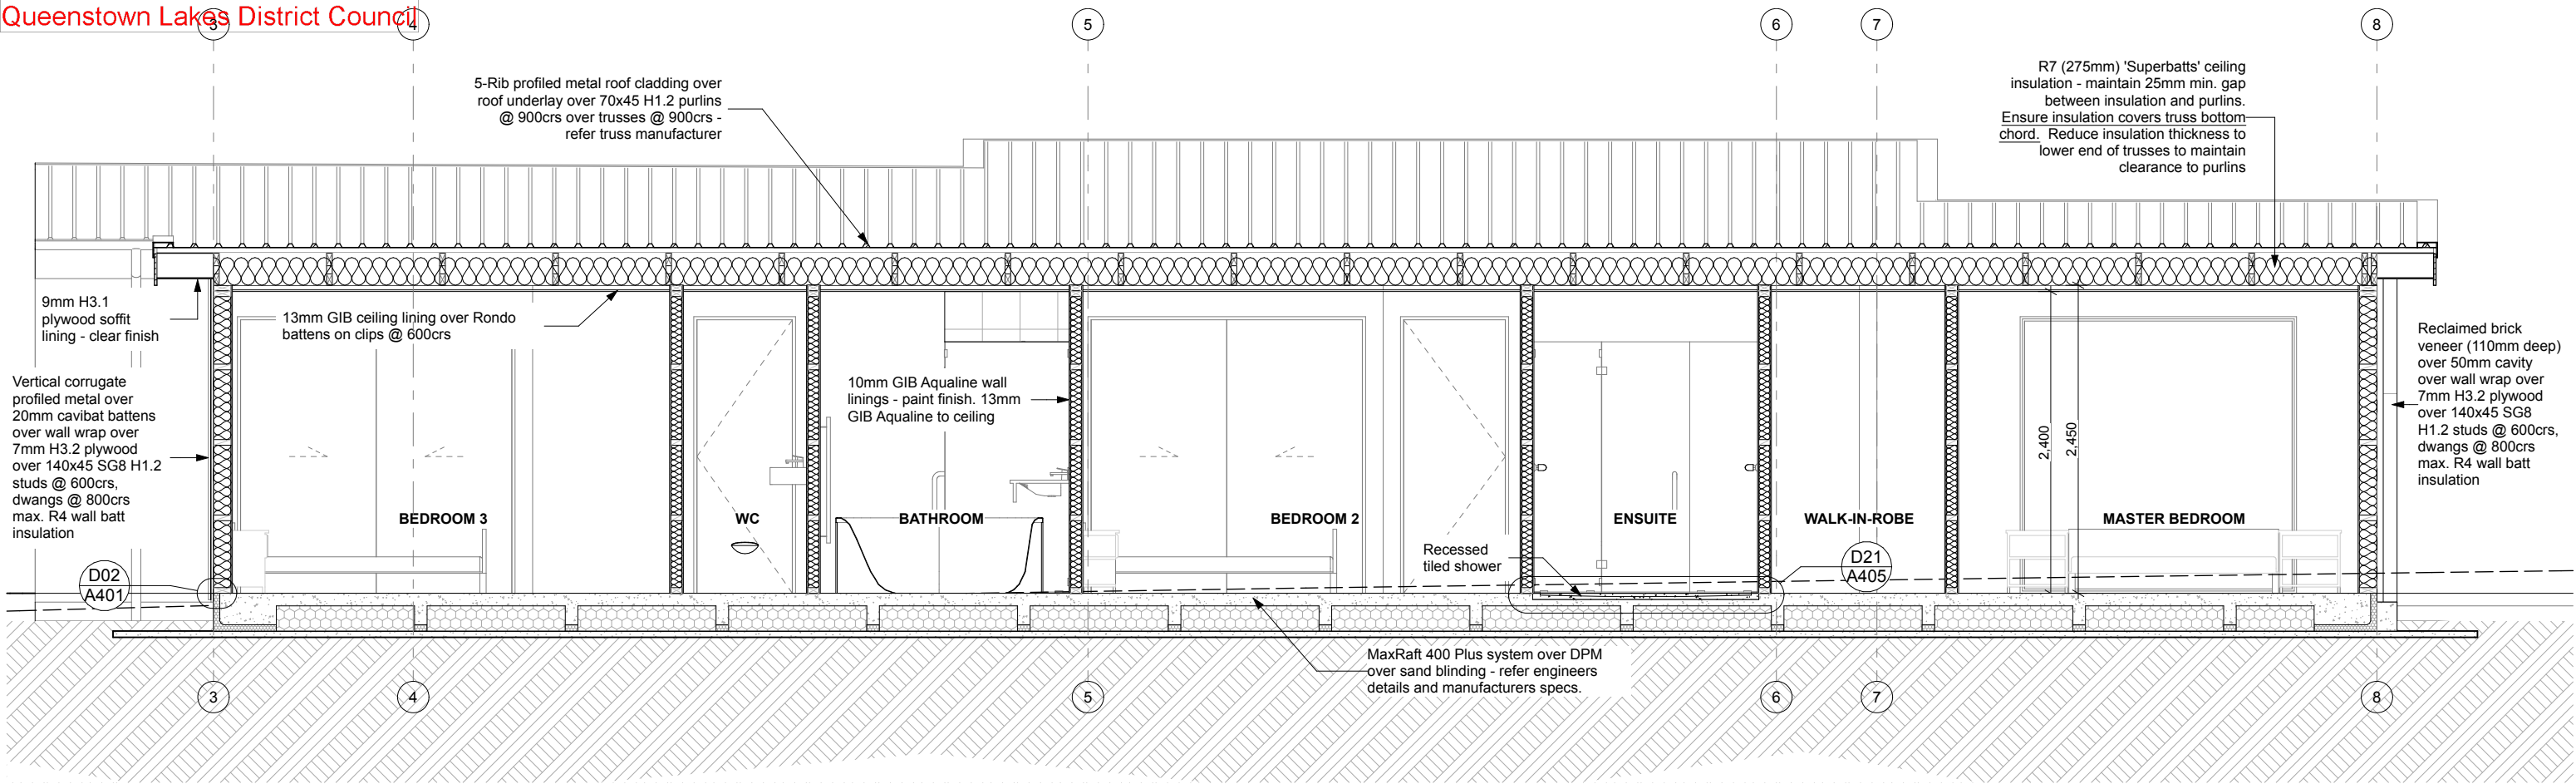 Queenstown Lakes District Council
3
4
5
6
7
8
5-Rib profiled metal roof cladding over
roof underlay over 70x45 H1.2 purlins
@ 900crs over trusses @ 900crs -
refer truss manufacturer
R7 (275mm) 'Superbatts' ceiling
insulation - maintain 25mm min. gap
between insulation and purlins.
Ensure insulation covers truss bottom
chord. Reduce insulation thickness to
lower end of trusses to maintain
clearance to purlins
9mm H3.1
plywood soffit
lining - clear finish
13mm GIB ceiling lining over Rondo
battens on clips @ 600crs
Vertical corrugate
profiled metal over
20mm cavibat battens
over wall wrap over
7mm H3.2 plywood
over 140x45 SG8 H1.2
studs @ 600crs,
dwangs @ 800crs
max. R4 wall batt
insulation
10mm GIB Aqualine wall
linings - paint finish. 13mm
GIB Aqualine to ceiling
2,400
2,450
Reclaimed brick
veneer (110mm deep)
over 50mm cavity
over wall wrap over
7mm H3.2 plywood
over 140x45 SG8
H1.2 studs @ 600crs,
dwangs @ 800crs
max. R4 wall batt
insulation
BEDROOM 3
WC
BATHROOM
BEDROOM 2
ENSUITE
WALK-IN-ROBE
MASTER BEDROOM
Recessed
tiled shower
D02
A401
D21
A405
MaxRaft 400 Plus system over DPM
over sand blinding - refer engineers
details and manufacturers specs.
3
4
5
6
7
8